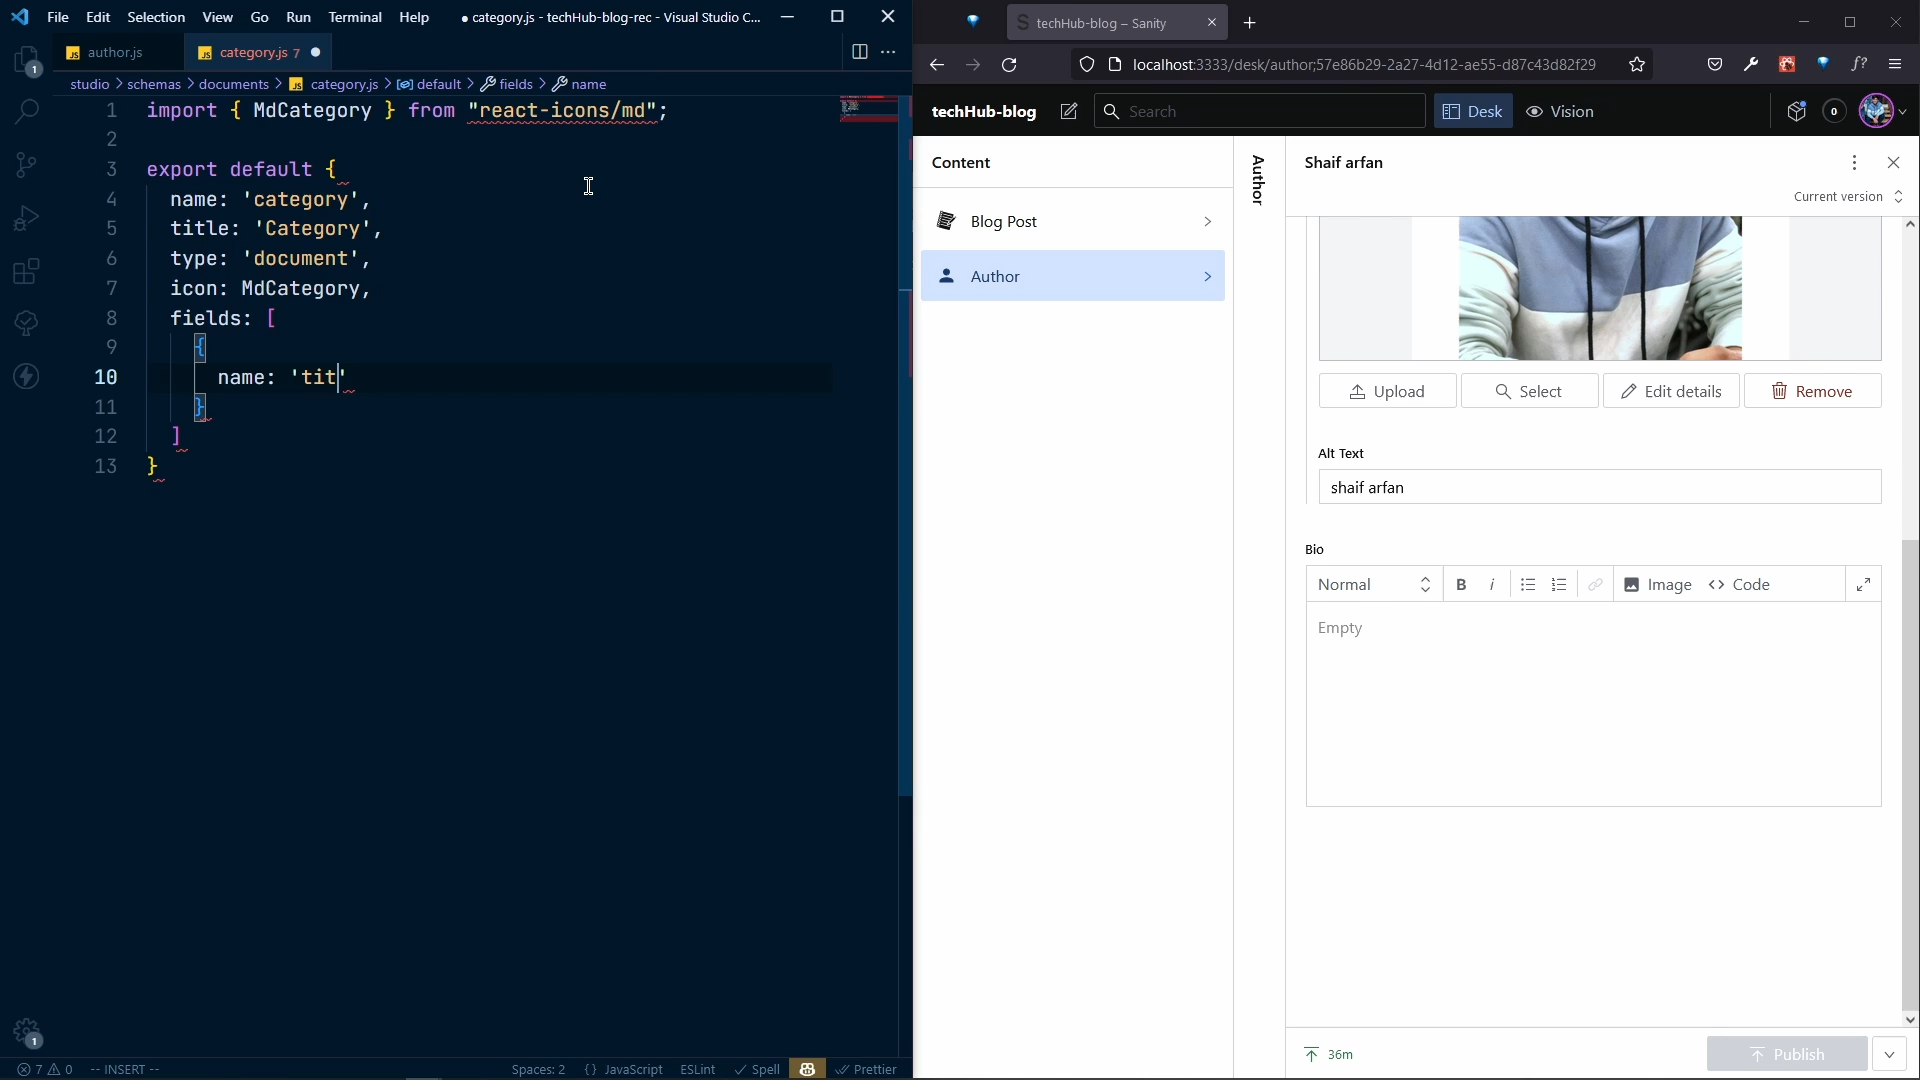 File Edit Selection View Go Run Terminal Help
● category.js - techHub-blog-rec - Visual Studio C...
author.js
category.js 7
studio > schemas > documents > category.js > default > fields > name
1 import { MdCategory } from "react-icons/md";
2
3 export default {
4 name: 'category',
5 title: 'Category',
6 type: 'document',
7 icon: MdCategory,
8 fields: [
9 {
10 name: 'tit'
11 }
12 ]
13 }
1
1
7 0 -- INSERT --
Spaces: 2 {} JavaScript ESLint Spell Prettier
techHub-blog – Sanity
localhost:3333/desk/author;57e86b29-2a27-4d12-ae55-d87c43d82f29
f?
techHub-blog
Search
Desk
Vision
0
Content
Blog Post
Author
Author
Shaif arfan
Current version
Upload
Select
Edit details
Remove
Alt Text
shaif arfan
Bio
Normal
B i
Image
Code
Empty
36m
Publish